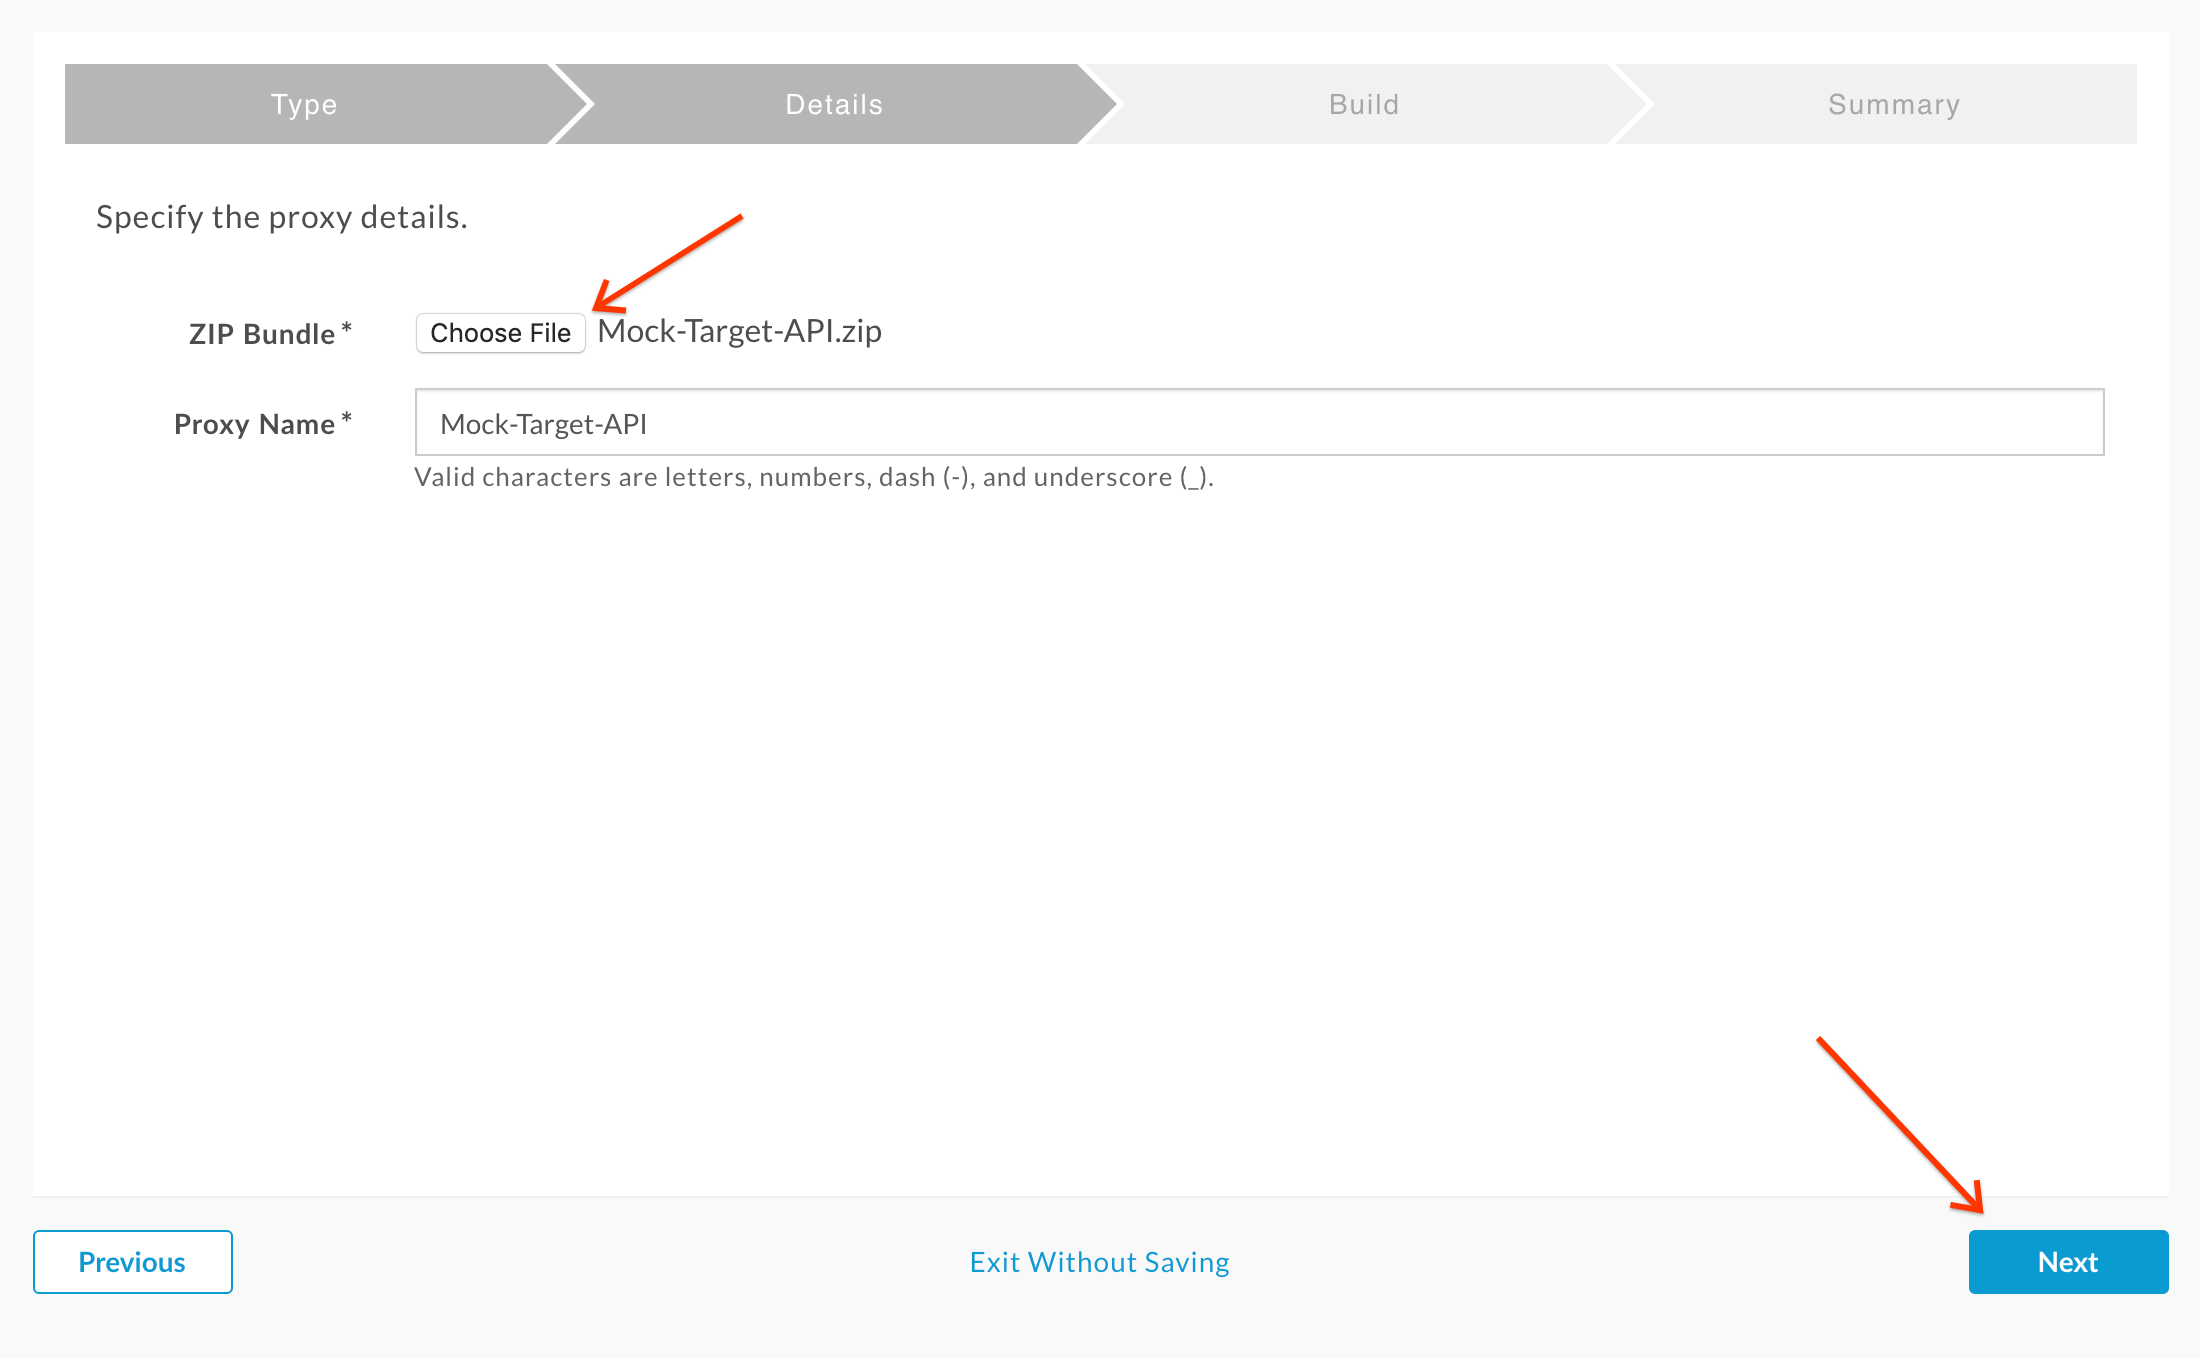 Type
Details
Build
Summary
Specify the proxy details.
ZIP Bundle*
Choose File Mock-Target-API.zip
Proxy Name*
Mock-Target-API
Valid characters are letters, numbers, dash (-), and underscore (_).
Previous
Exit Without Saving
Next